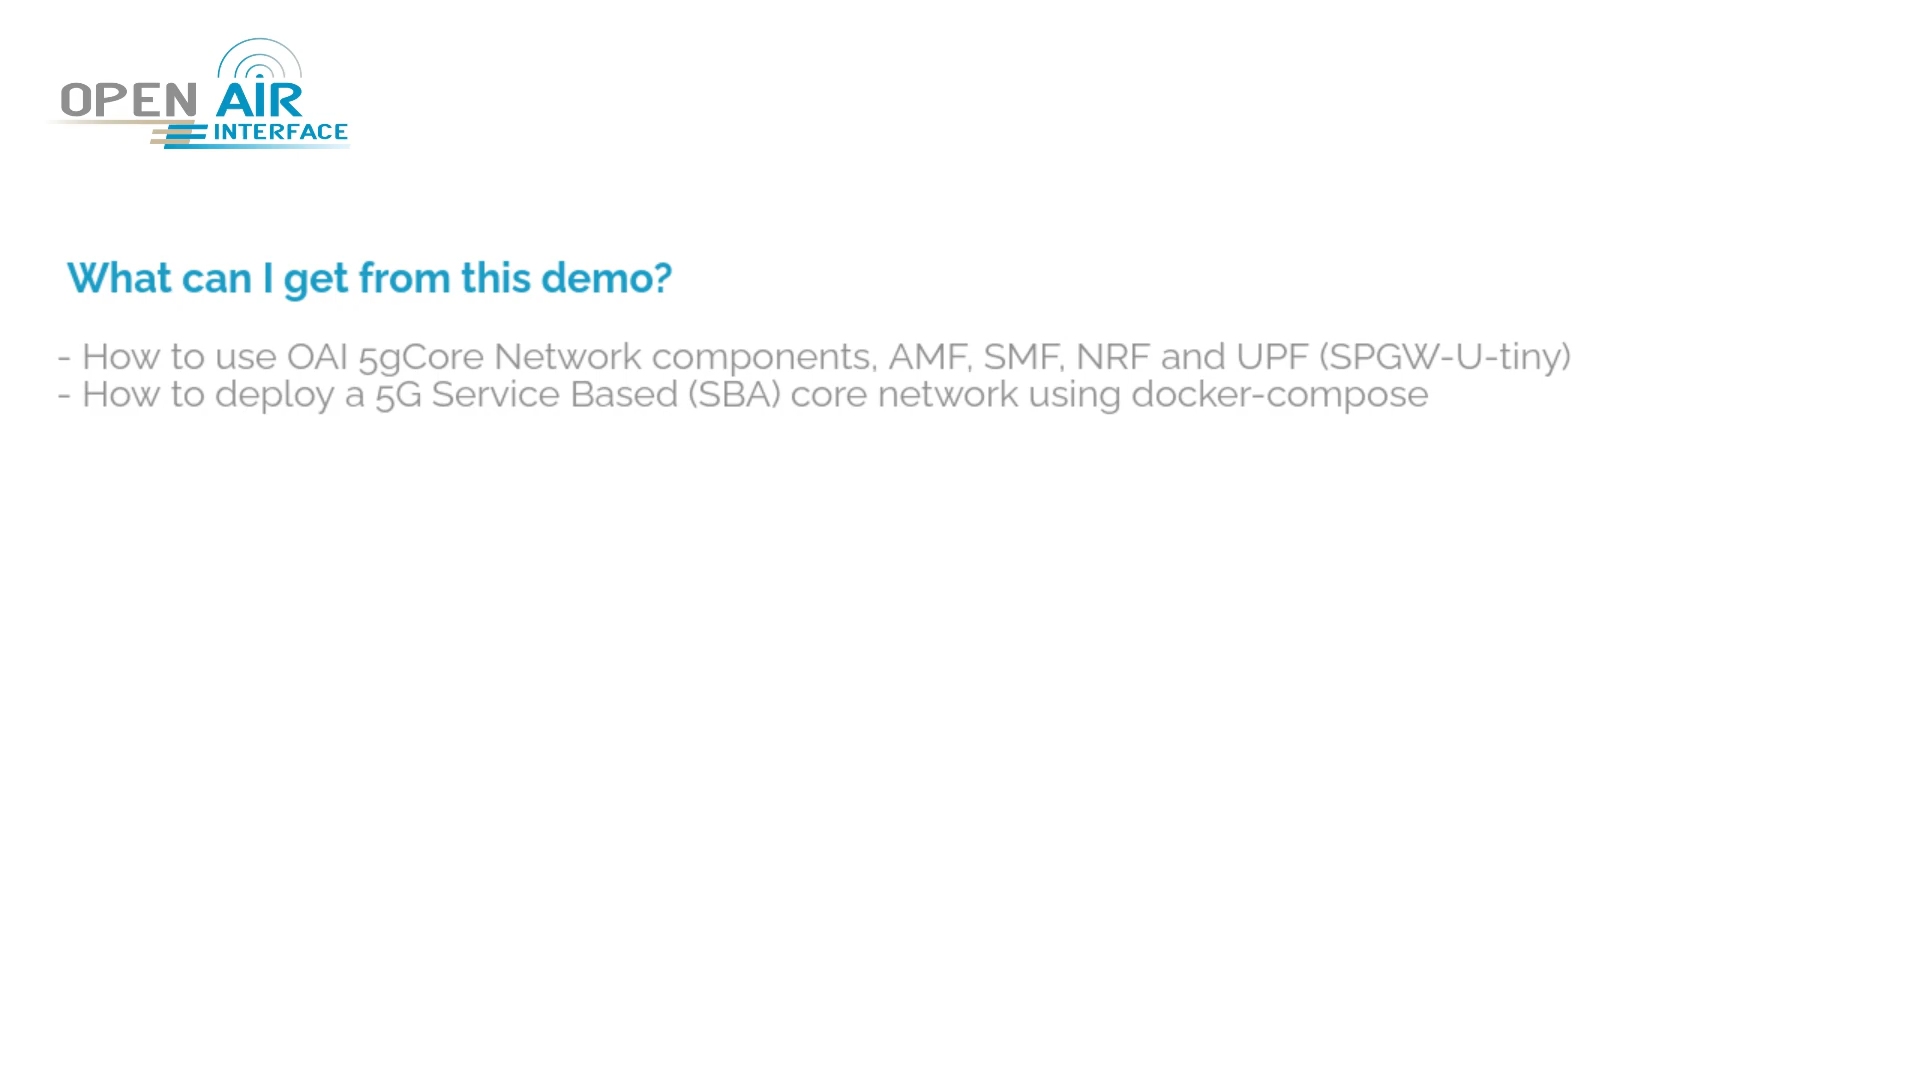 OPEN AIR
INTERFACE
What can I get from this demo?
- How to use OAI 5gCore Network components, AMF, SMF, NRF and UPF (SPGW-U-tiny)
- How to deploy a 5G Service Based (SBA) core network using docker-compose